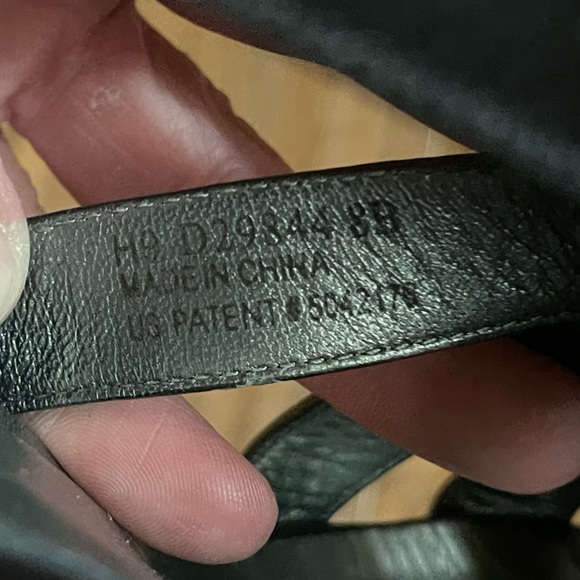 H9 D29844 8B
MADE IN CHINA
US PATENT # 5042176